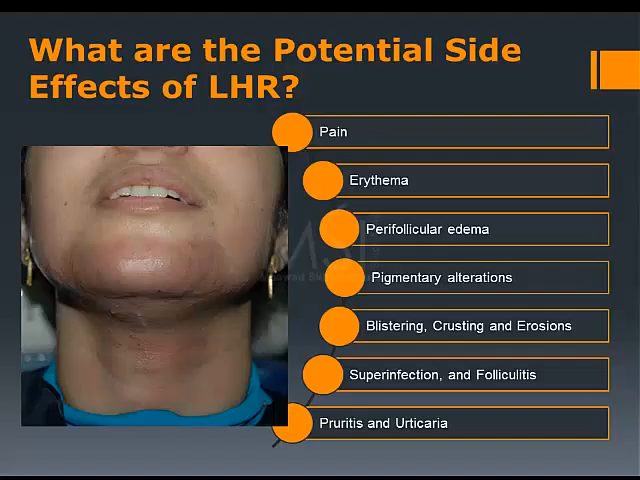 What are the Potential Side
Effects of LHR?
Pain
Erythema
Perifollicular edema
Pigmentary alterations
Blistering, Crusting and Erosions
Superinfection, and Folliculitis
Pruritis and Urticaria